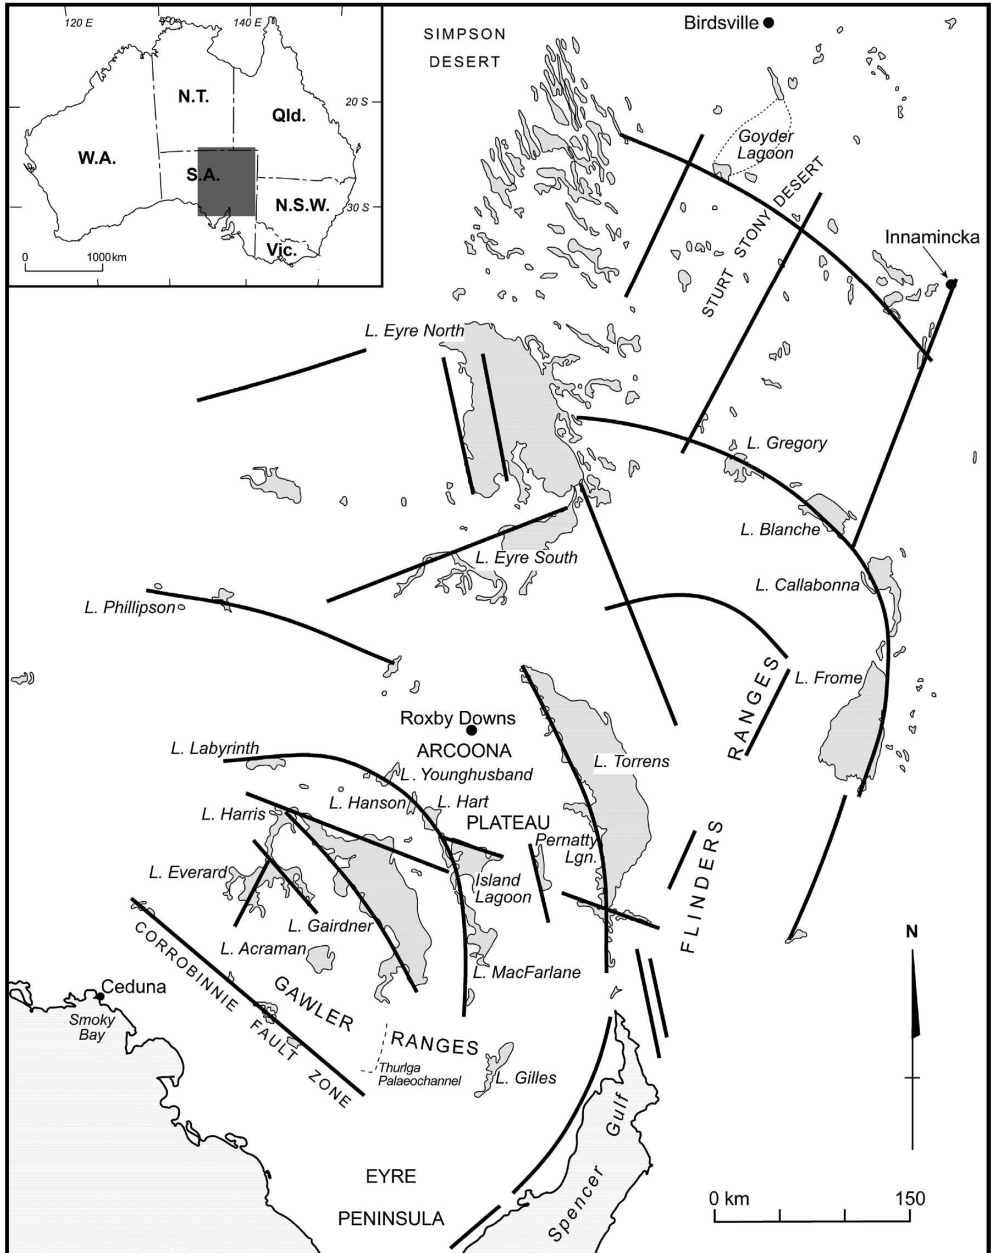 120 E
140 E
N.T.
20 S
Qld.
W.A.
S.A.
N.S.W.
30 S
Vic.
0
1000km
SIMPSON
DESERT
Birdsville
Goyder
Lagoon
STURT STONY DESERT
Innamincka
L. Eyre North
L. Gregory
L. Blanche
L. Eyre South
L. Callabonna
L. Phillipson
L. Frome
Roxby Downs
ARCOONA
L. Labyrinth
L. Younghusband
L. Torrens
L. Hanson
L. Hart
L. Harris
PLATEAU
Pernatty
Lgn.
L. Everard
Island
Lagoon
FLINDERS RANGES
L. Gairdner
L. Acraman
L. MacFarlane
N
CORROBINNIE FAULT ZONE
Ceduna
Smoky
Bay
GAWLER RANGES
Thurlga
Palaeochannel
L. Gilles
Spencer Gulf
EYRE
PENINSULA
0 km
150